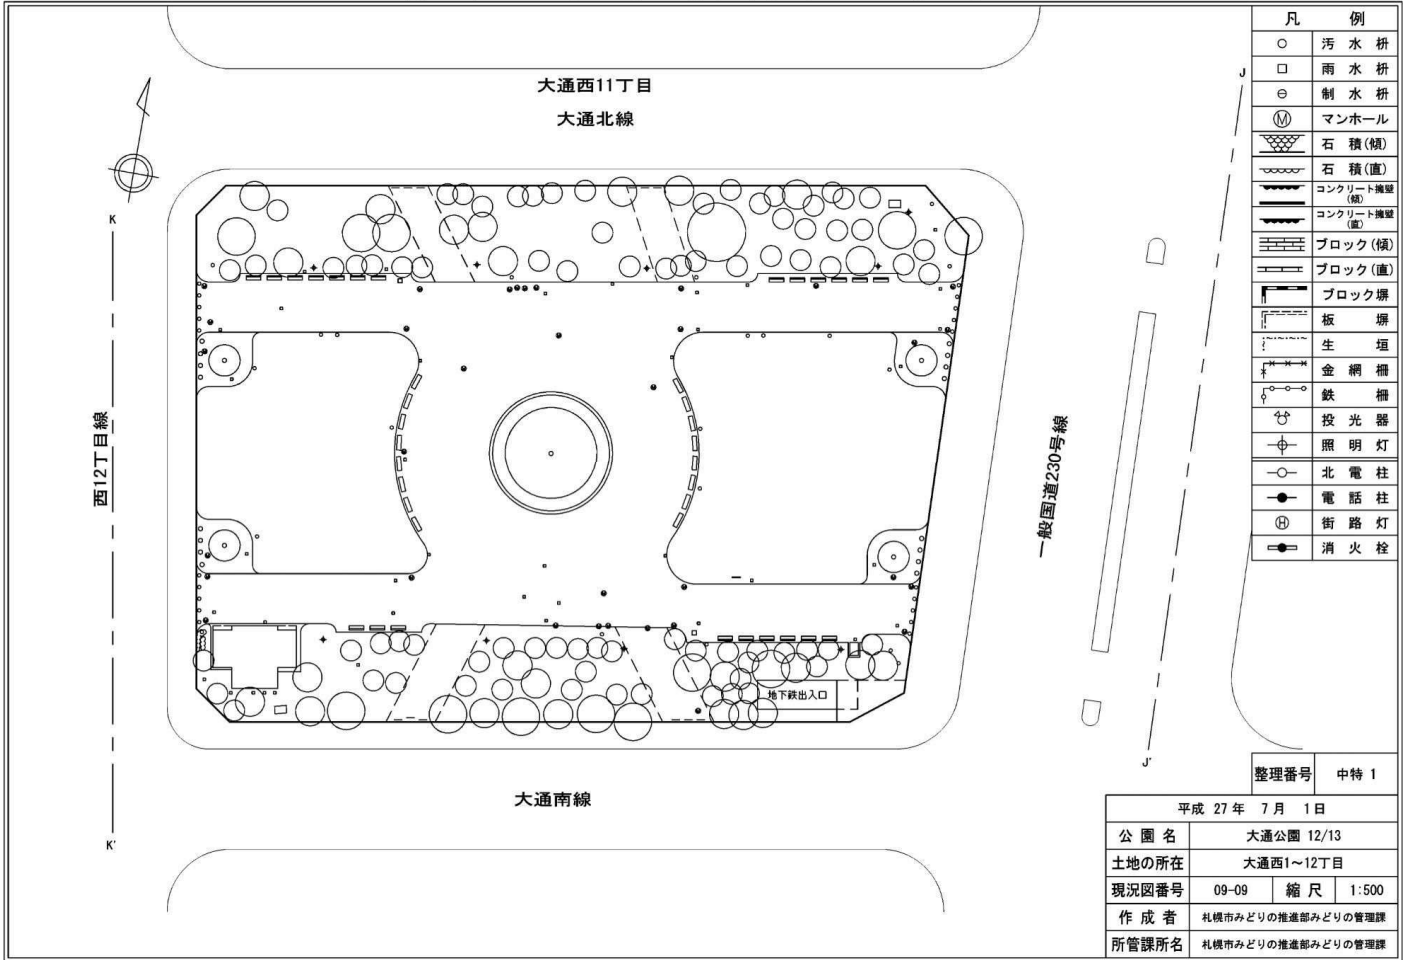 大通西11丁目
大通北線
J
K
西12丁目線
一般国道230号線
地下鉄出入口
J'
大通南線
K'
凡 例
汚水枡
雨水枡
制水枡
Ⓜ マンホール
石積(傾)
石積(直)
コンクリート擁壁
(傾)
コンクリート擁壁
(直)
ブロック(傾)
ブロック(直)
ブロック塀
板塀
生垣
金網柵
鉄柵
投光器
照明灯
北電柱
電話柱
Ⓗ 街路灯
消火栓
整理番号 中特 1
平成 27 年 7 月 1日
公園名 大通公園 12/13
土地の所在 大通西1～12丁目
現況図番号 09-09 縮尺 1:500
作成者 札幌市みどりの推進部みどりの管理課
所管課所名 札幌市みどりの推進部みどりの管理課